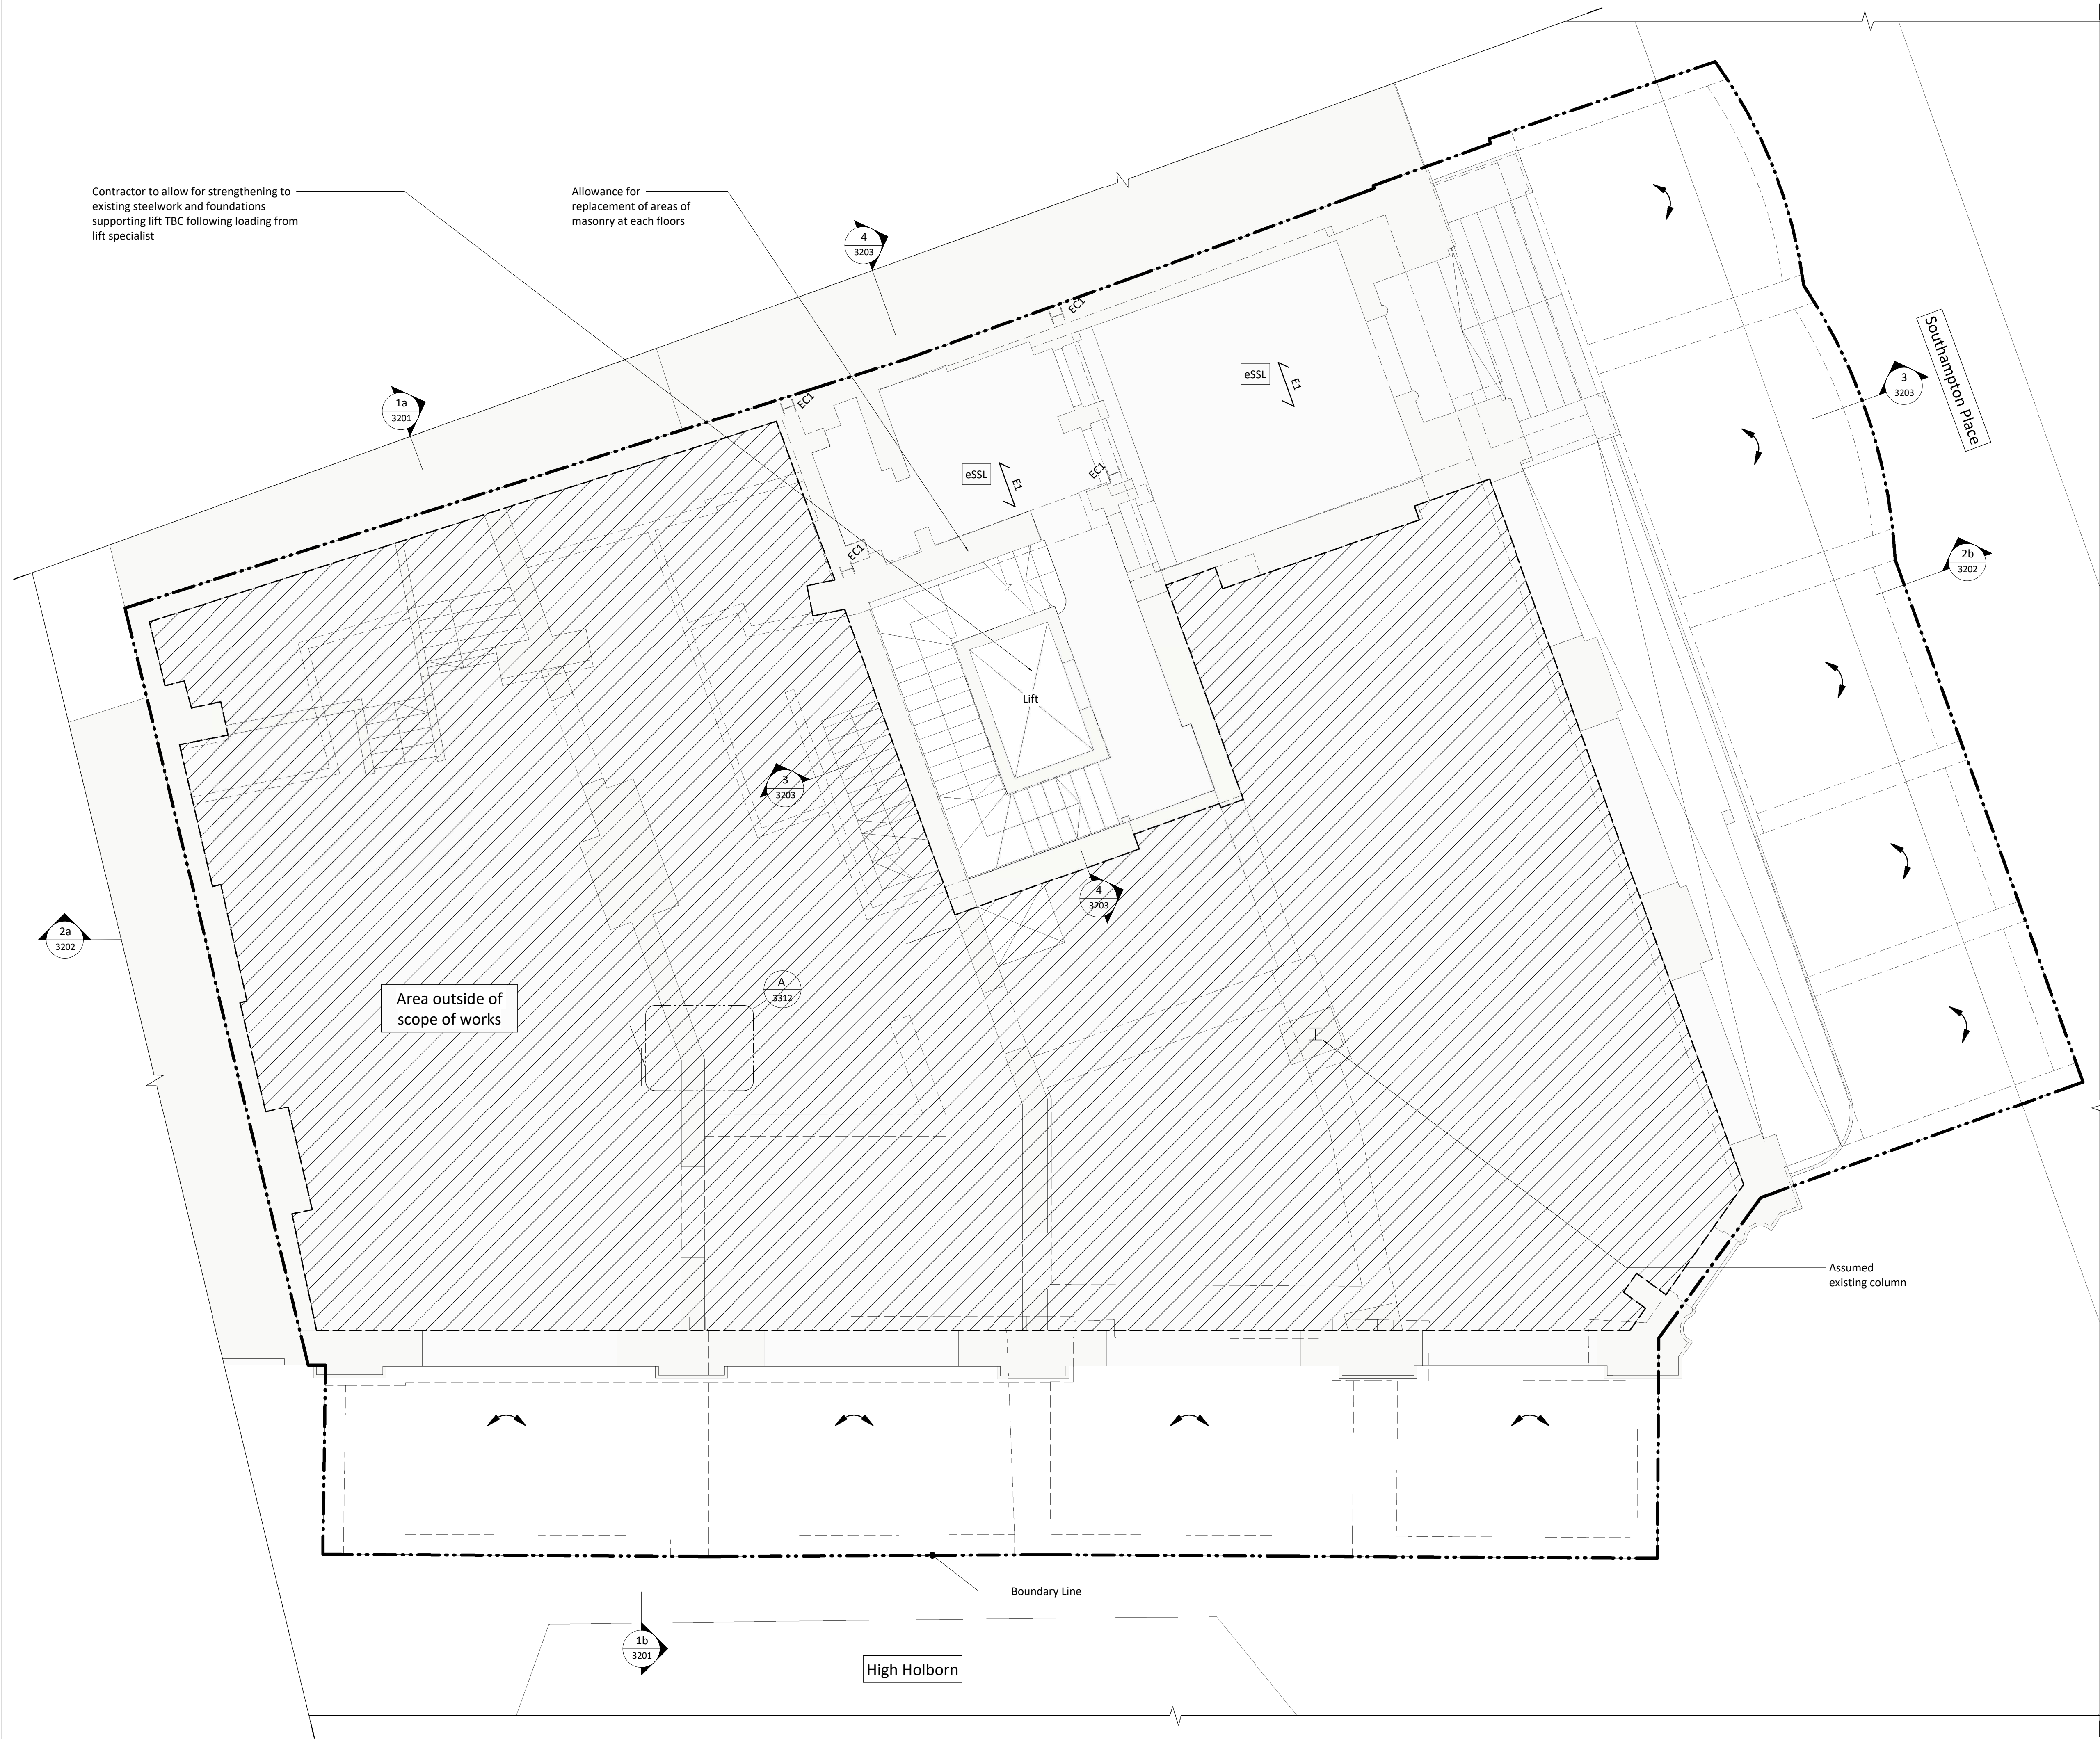 Contractor to allow for strengthening to
existing steelwork and foundations
supporting lift TBC following loading from
lift specialist
Allowance for
replacement of areas of
masonry at each floors
4
3203
1a
3201
EC1
EC1
eSSL
E1
eSSL
E1
EC1
EC1
Southampton Place
3
3203
2b
3202
Lift
3
3203
4
3203
2a
3202
A
3312
Area outside of
scope of works
Assumed
existing column
Boundary Line
1b
3201
High Holborn